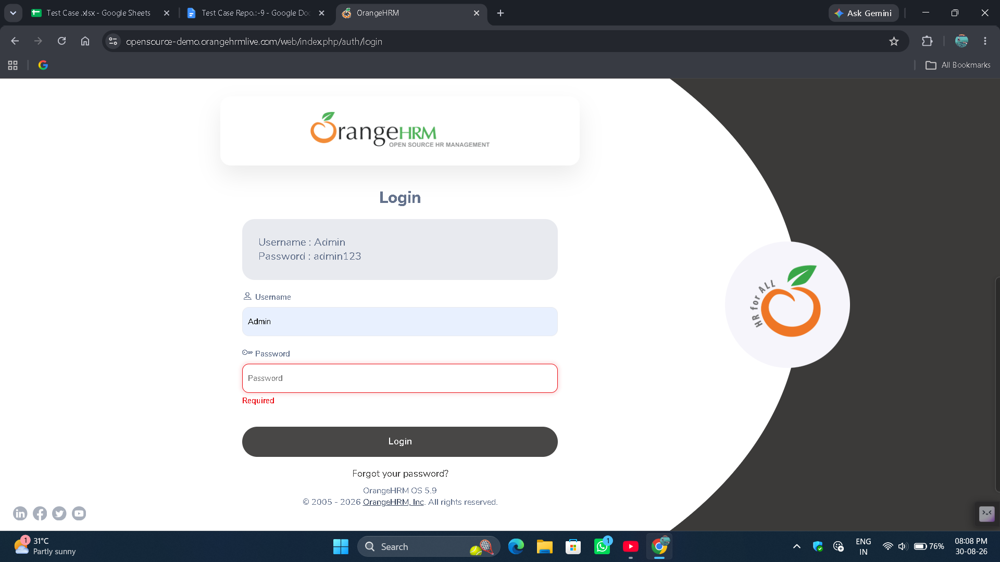 Test Case .xlsx - Google Sheets
Test Case Repo.:-9 - Google Do
OrangeHRM
Ask Gemini
opensource-demo.orangehrmlive.com/web/index.php/auth/login
All Bookmarks
OrangeHRM
OPEN SOURCE HR MANAGEMENT
Login
Username : Admin
Password : admin123
Username
Admin
Password
Password
Required
Login
Forgot your password?
OrangeHRM OS 5.9
© 2005 - 2026 OrangeHRM, Inc. All rights reserved.
HR for ALL
1
31°C
Partly sunny
Search
1
ENG
IN
76%
08:08 PM
30-08-26